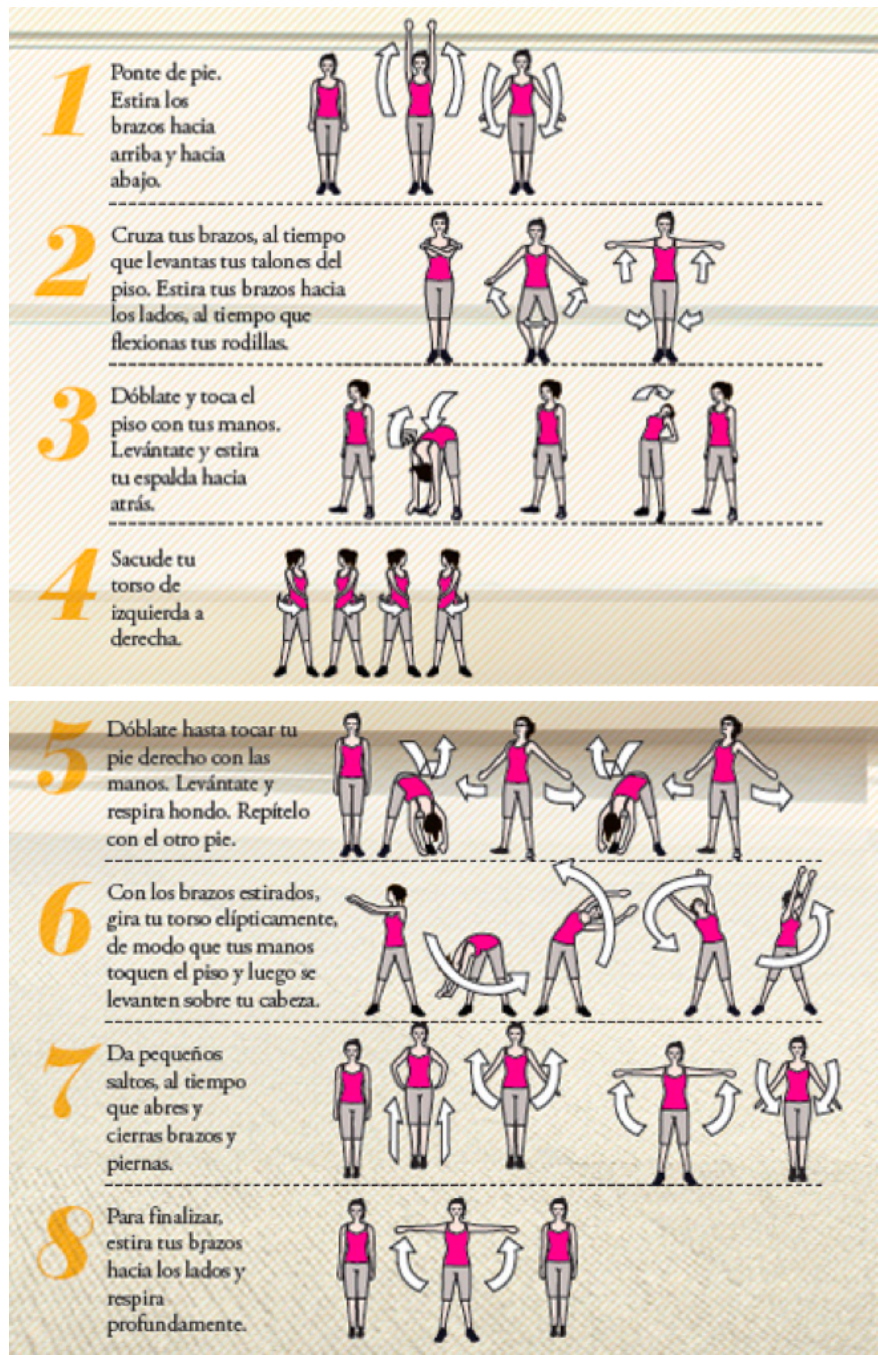 1
Ponte de pie.
Estira los
brazos hacia
arriba y hacia
abajo.
2
Cruza tus brazos, al tiempo
que levantas tus talones del
piso. Estira tus brazos hacia
los lados, al tiempo que
flexionas tus rodillas.
3
Dóblate y toca el
piso con tus manos.
Levántate y estira
tu espalda hacia
atrás.
4
Sacude tu
torso de
izquierda a
derecha.
5
Dóblate hasta tocar tu
pie derecho con las
manos. Levántate y
respira hondo. Repítelo
con el otro pie.
6
Con los brazos estirados,
gira tu torso elípticamente,
de modo que tus manos
toquen el piso y luego se
levanten sobre tu cabeza.
7
Da pequeños
saltos, al tiempo
que abres y
cierras brazos y
piernas.
8
Para finalizar,
estira tus brazos
hacia los lados y
respira
profundamente.